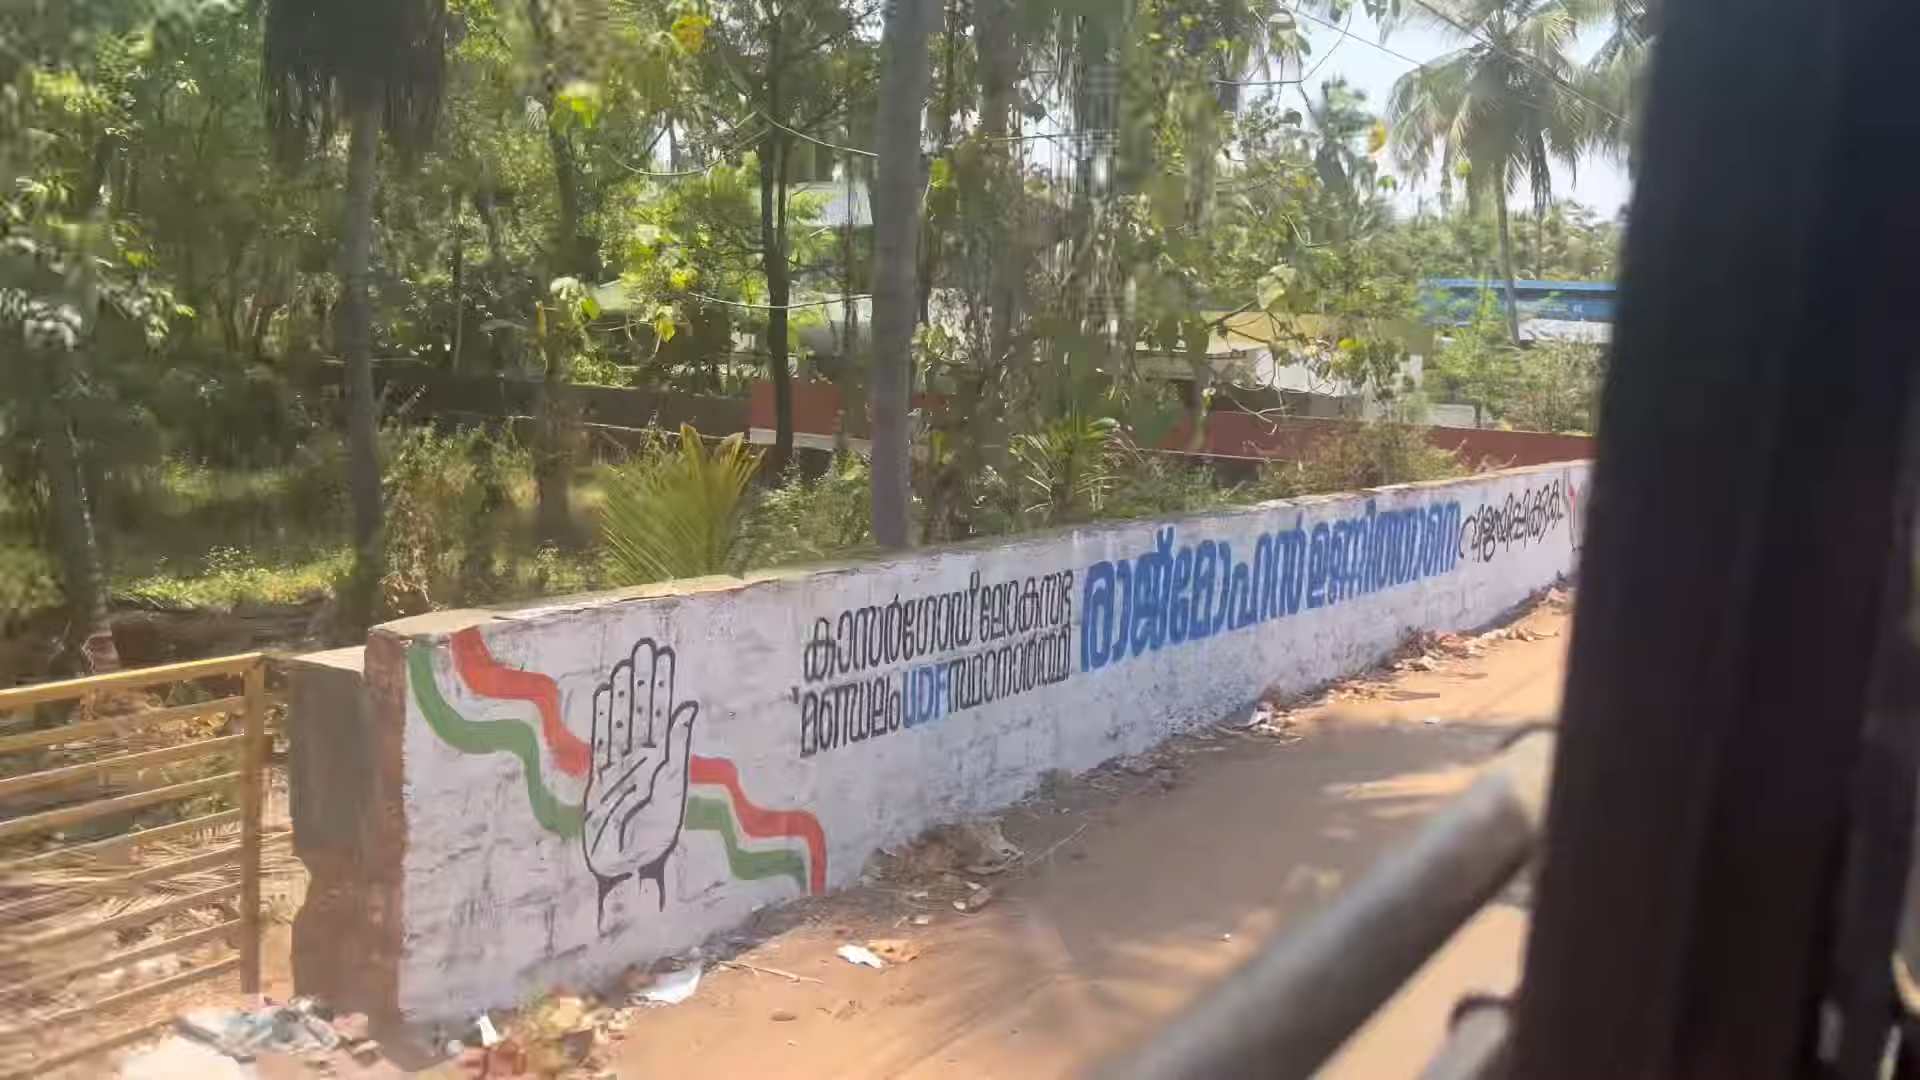 കാസർഗോഡ് ലോകസഭ
മണ്ഡലം UDF സ്ഥാനാർത്ഥി
രാജ്മോഹൻ ഉണ്ണിത്താനെ
വിജയിപ്പിക്കുക